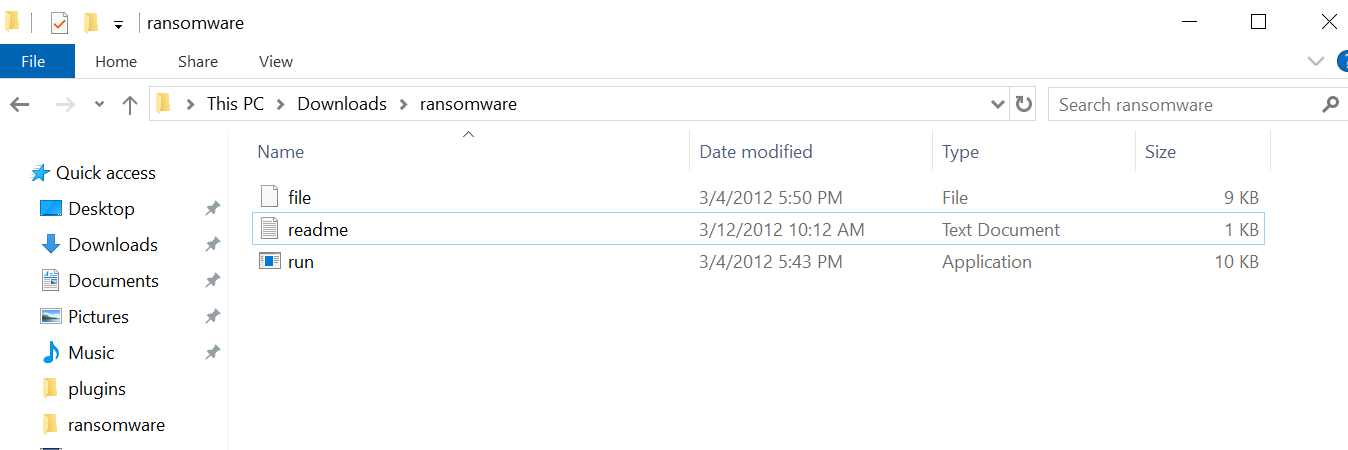 ransomware
File Home Share View
This PC Downloads ransomware Search ransomware
Name Date modified Type Size
Quick access
Desktop
Downloads
Documents
Pictures
Music
plugins
ransomware
file 3/4/2012 5:50 PM File 9 KB
readme 3/12/2012 10:12 AM Text Document 1 KB
run 3/4/2012 5:43 PM Application 10 KB